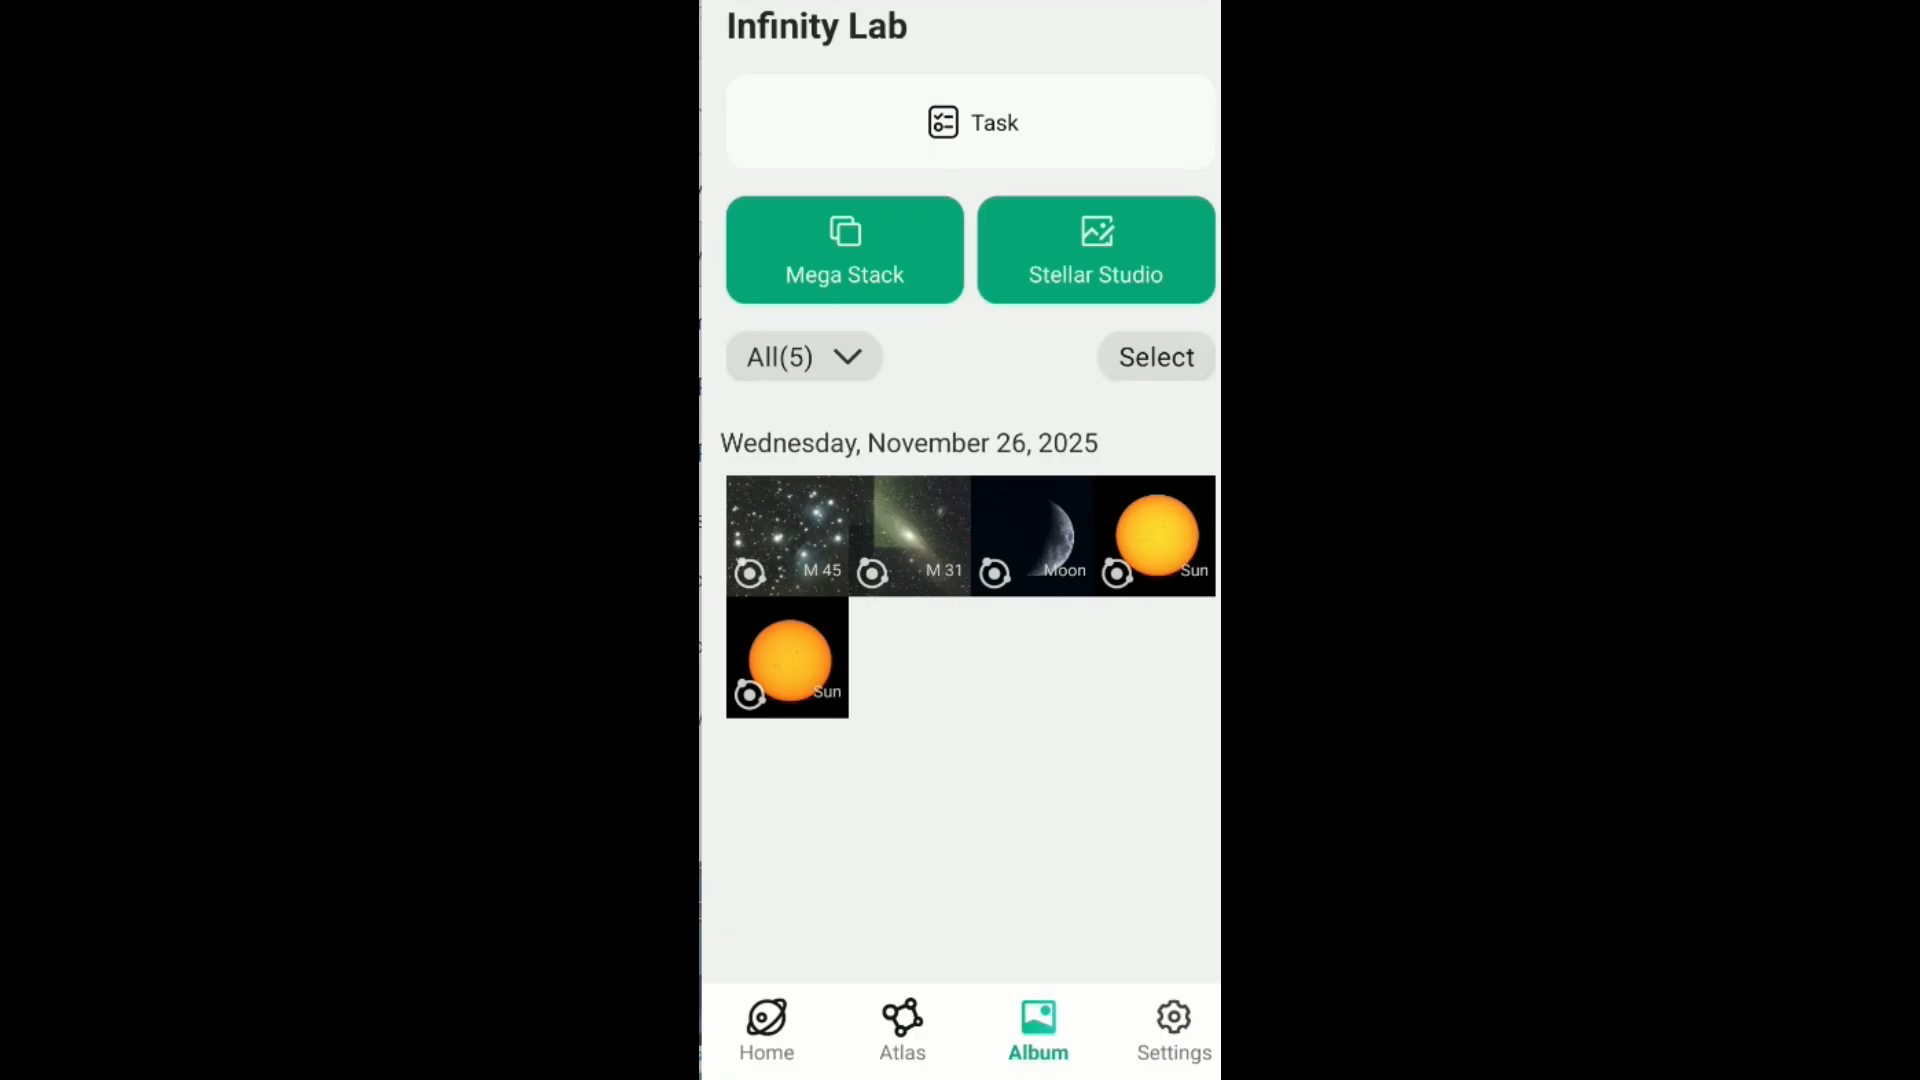 Infinity Lab
Task
Mega Stack
Stellar Studio
All(5)
Select
Wednesday, November 26, 2025
M 45
M 31
Moon
Sun
Sun
Home
Atlas
Album
Settings